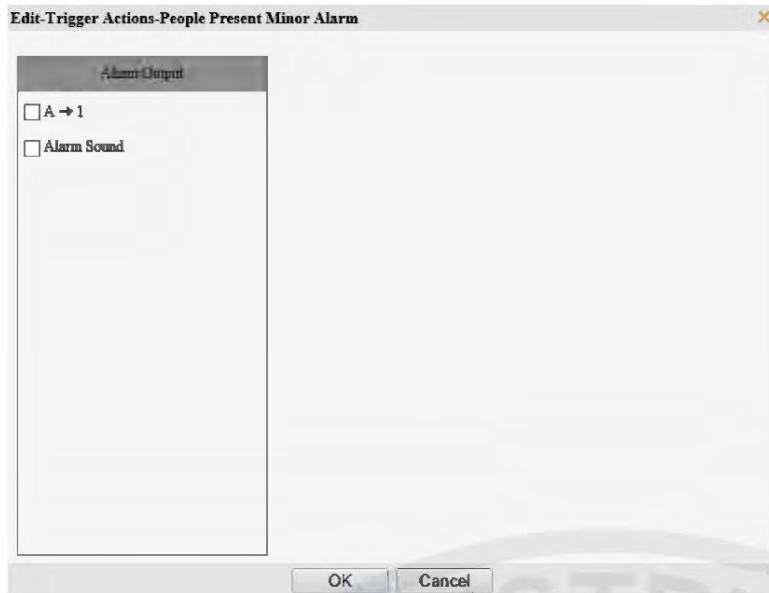 Edit-Trigger Actions-People Present Minor Alarm
Alarm Output
A → 1
Alarm Sound
OK
Cancel